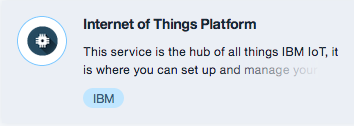 Internet of Things Platform
This service is the hub of all things IBM IoT, it
is where you can set up and manage your
IBM